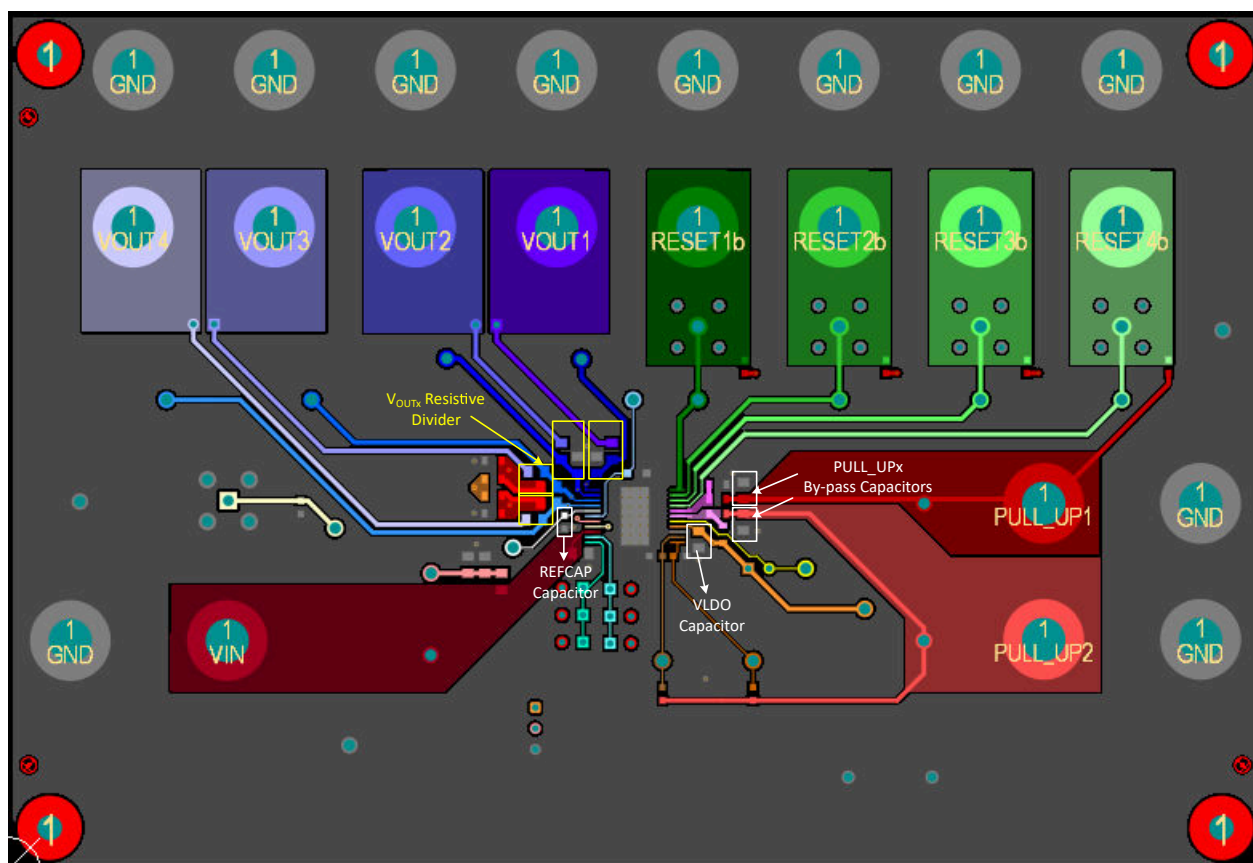 1
1
1 1 1 1 1 1 1 1
GND GND GND GND GND GND GND GND
1 1 1 1 1 1 1 1
VOUT4 VOUT3 VOUT2 VOUT1 RESET1b RESET2b RESET3b RESET4b
VOUTx Resistive
Divider
PULL_UPx
By-pass Capacitors
1
PULL_UP1
1
GND
REFCAP
Capacitor
VLDO
Capacitor
1
GND
1
VIN
1
PULL_UP2
1
GND
1
1